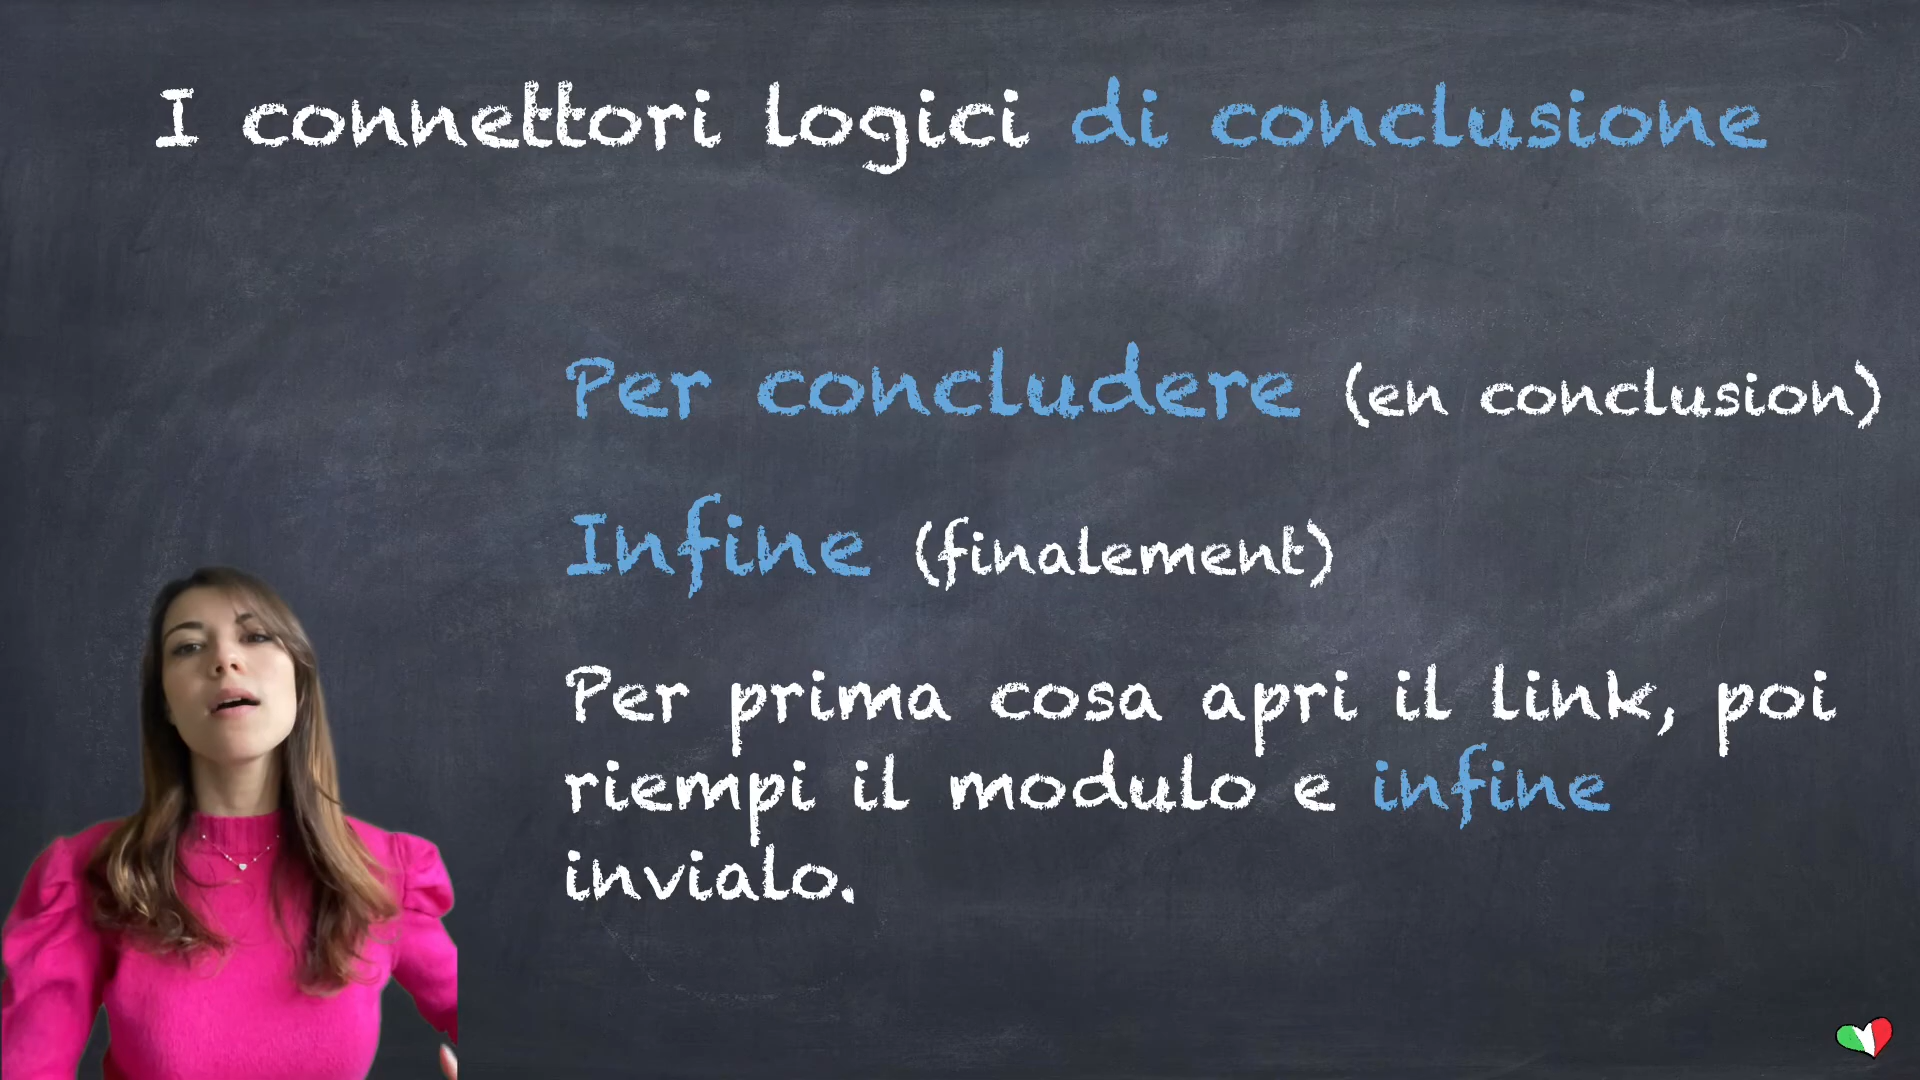 I connettori logici di conclusione
Per concludere (en conclusion)
Infine (finalement)
Per prima cosa apri il link, poi
riempi il modulo e infine
invialo.